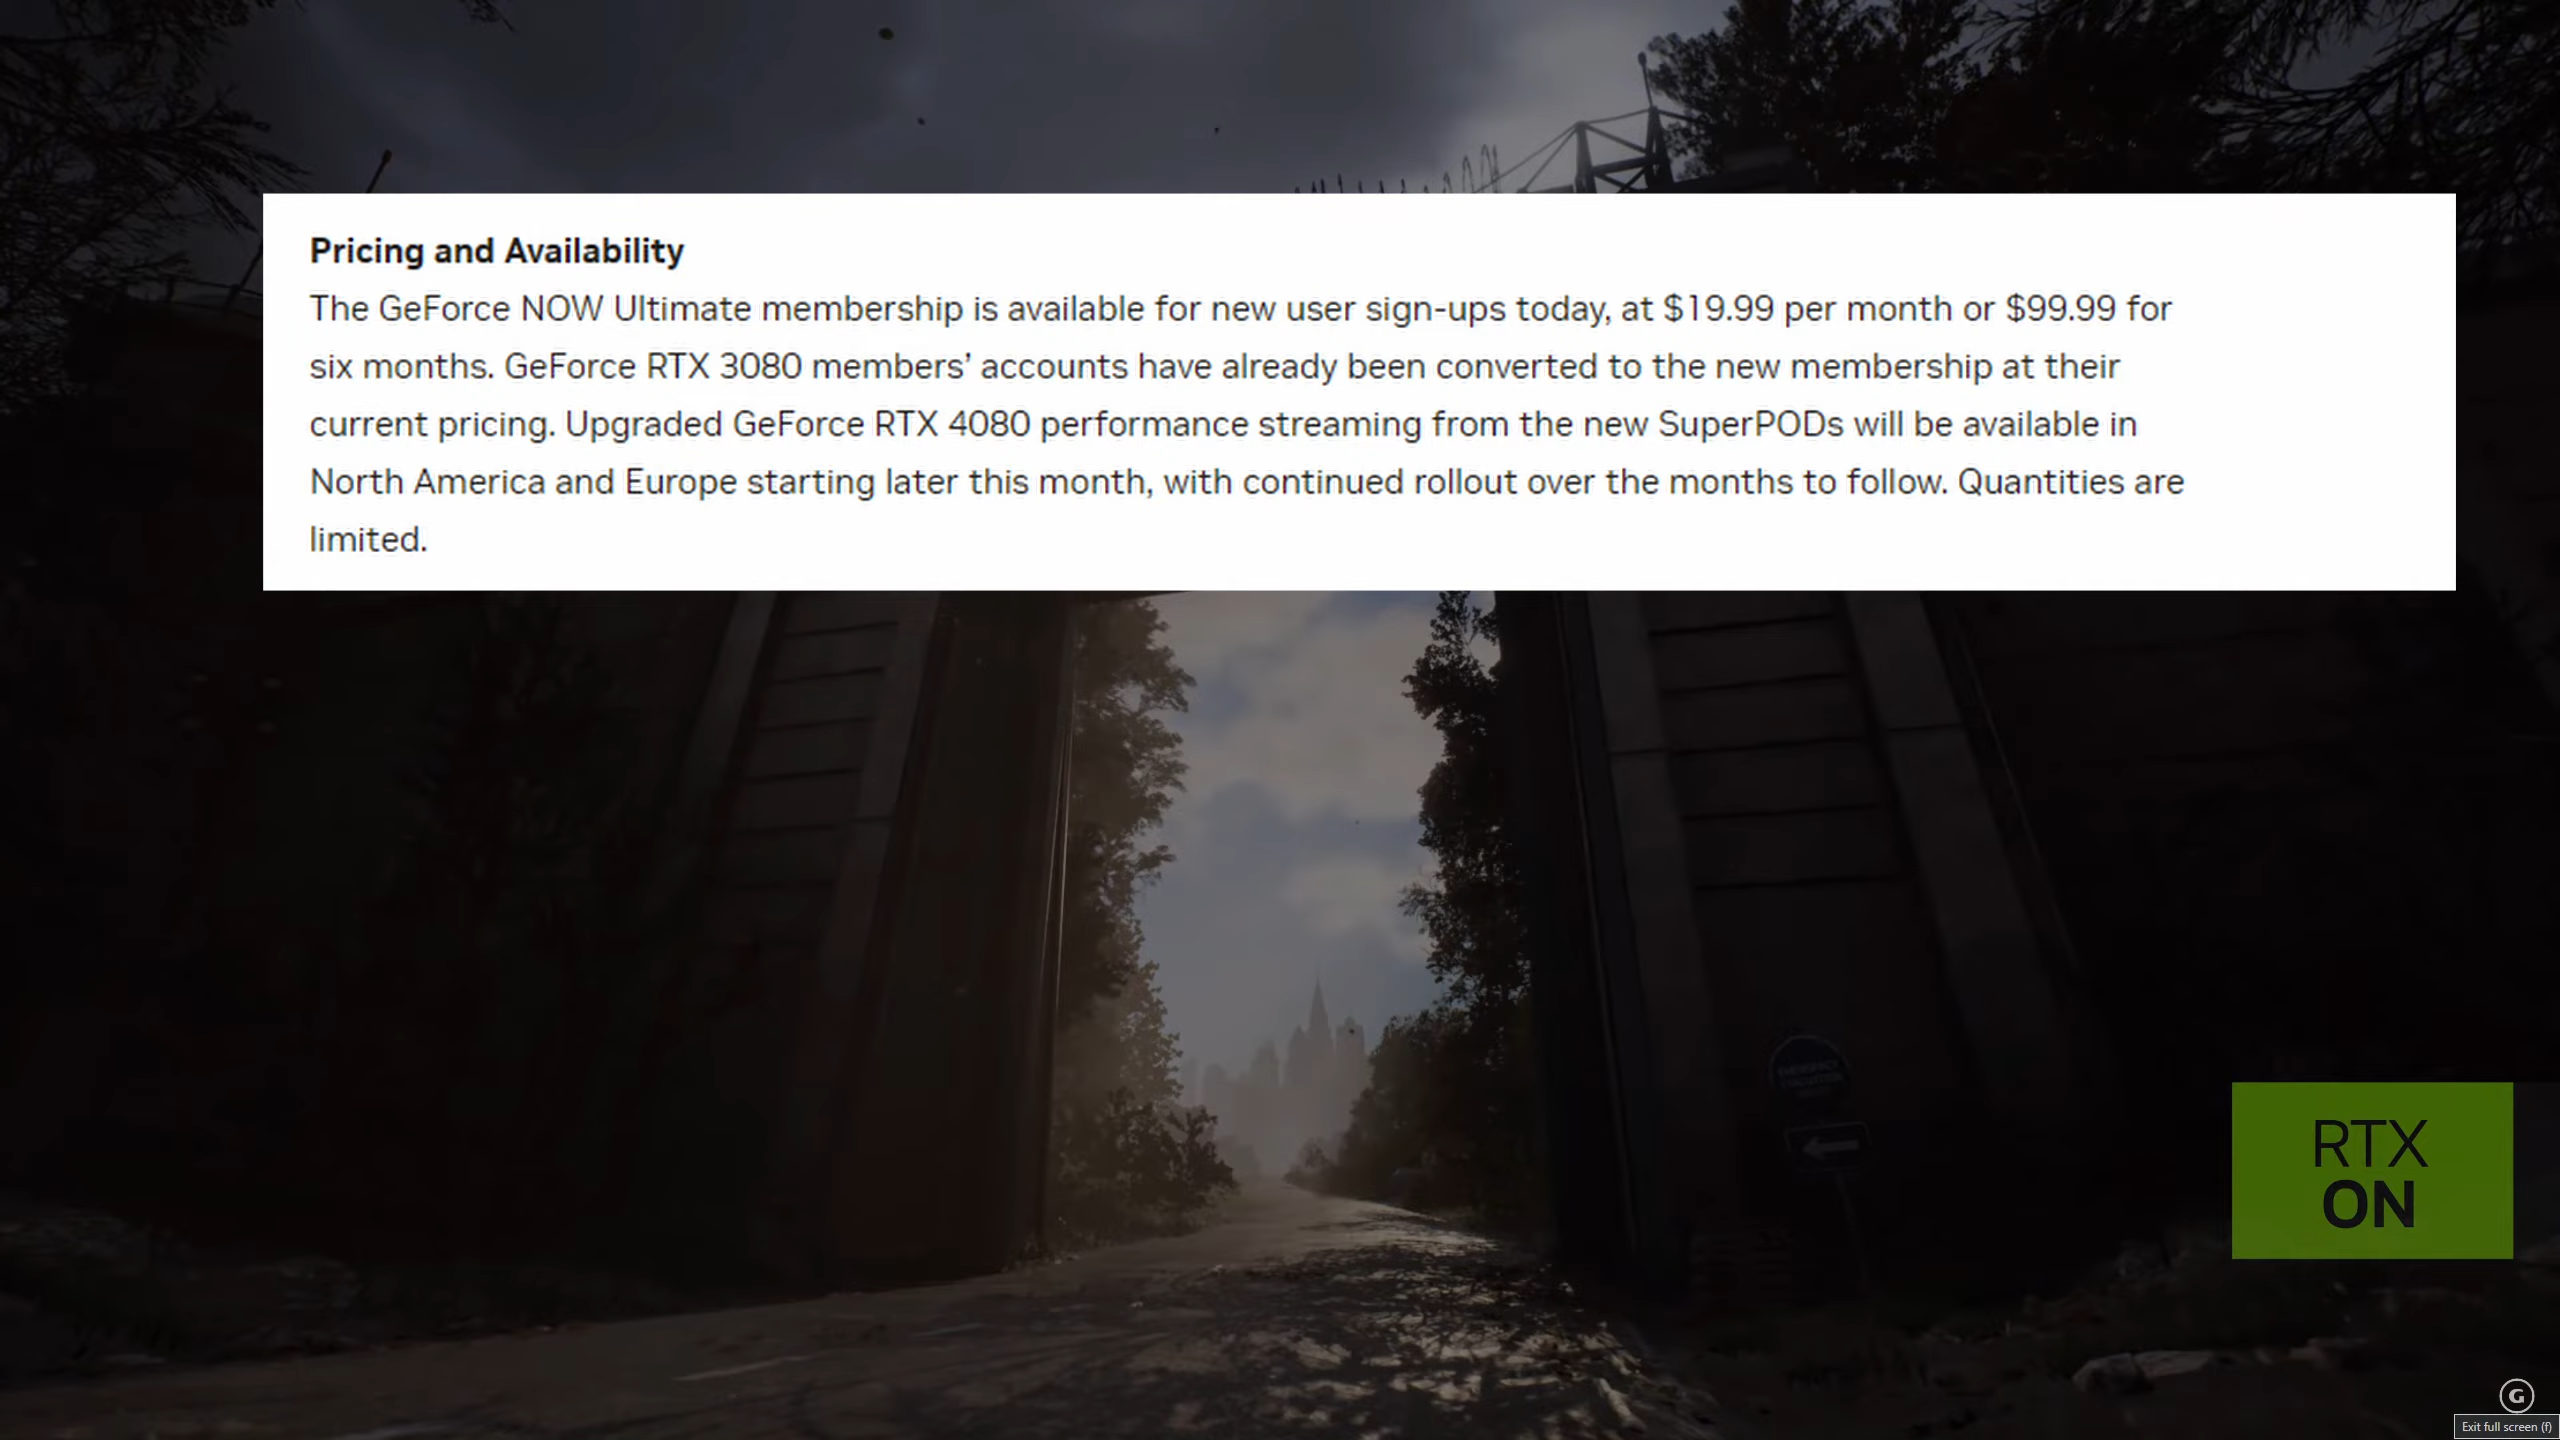 Pricing and Availability
The GeForce NOW Ultimate membership is available for new user sign-ups today, at $19.99 per month or $99.99 for
six months. GeForce RTX 3080 members’ accounts have already been converted to the new membership at their
current pricing. Upgraded GeForce RTX 4080 performance streaming from the new SuperPODs will be available in
North America and Europe starting later this month, with continued rollout over the months to follow. Quantities are
limited.
RTX
ON
G
Exit full screen (f)